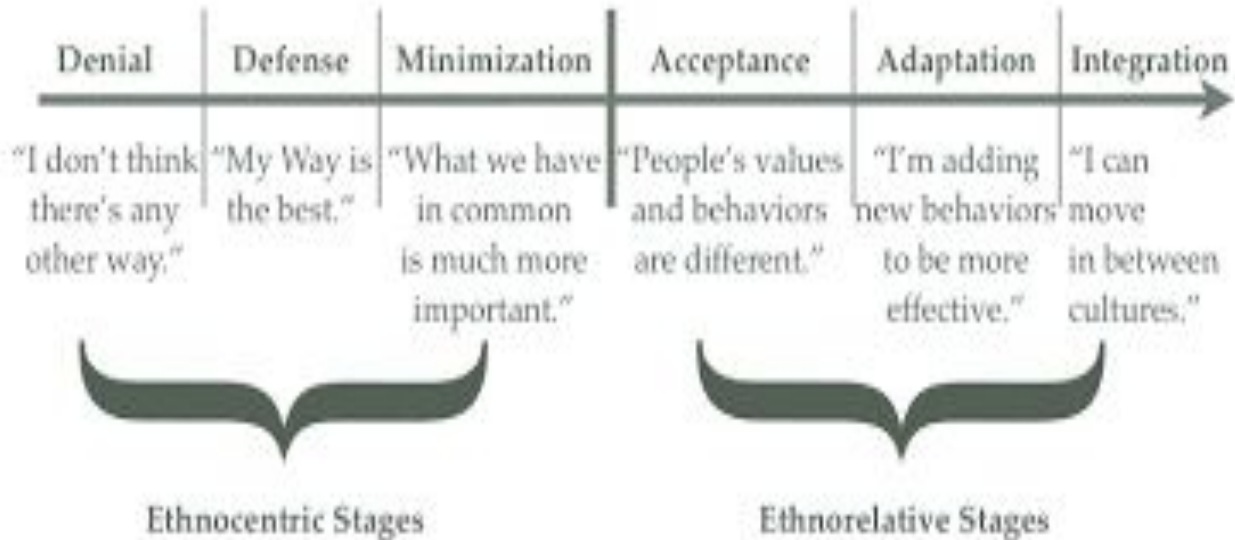 Denial Defense Minimization Acceptance Adaptation Integration
"I don't think
there's any
other way."
"My Way is
the best."
"What we have
in common
is much more
important."
"People's values
and behaviors
are different."
"I'm adding
new behaviors
to be more
effective."
"I can
move
in between
cultures."
Ethnocentric Stages
Ethnorelative Stages